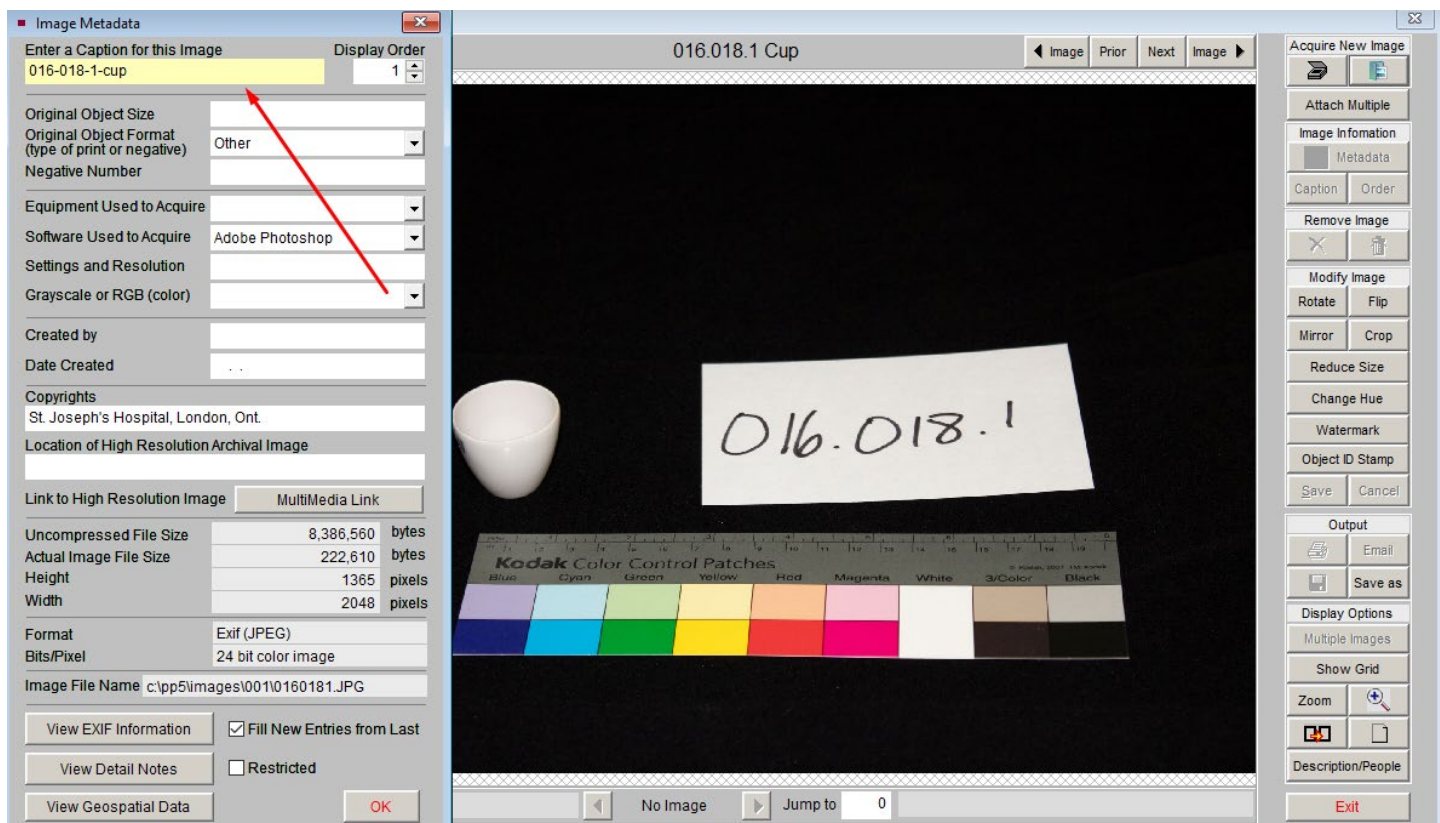 Image Metadata
Enter a Caption for this Image
Display Order
016-018-1-cup
1
Original Object Size
Original Object Format
(type of print or negative)
Other
Negative Number
Equipment Used to Acquire
Software Used to Acquire
Adobe Photoshop
Settings and Resolution
Grayscale or RGB (color)
Created by
Date Created
. .
Copyrights
St. Joseph's Hospital, London, Ont.
Location of High Resolution Archival Image
Link to High Resolution Image
MultiMedia Link
Uncompressed File Size 8,386,560 bytes
Actual Image File Size 222,610 bytes
Height 1365 pixels
Width 2048 pixels
Format Exif (JPEG)
Bits/Pixel 24 bit color image
Image File Name c:\pp5\images\001\0160181.JPG
View EXIF Information
Fill New Entries from Last
View Detail Notes
Restricted
View Geospatial Data
OK
016.018.1 Cup
Image Prior Next Image
016.018.1
Kodak Color Control Patches
Blue Cyan Green Yellow Red Magenta White 3/Color Black
No Image
Jump to 0
Acquire New Image
Attach Multiple
Image Infomation
Metadata
Caption Order
Remove Image
Modify Image
Rotate Flip
Mirror Crop
Reduce Size
Change Hue
Watermark
Object ID Stamp
Save Cancel
Output
Email
Save as
Display Options
Multiple Images
Show Grid
Zoom
Description/People
Exit